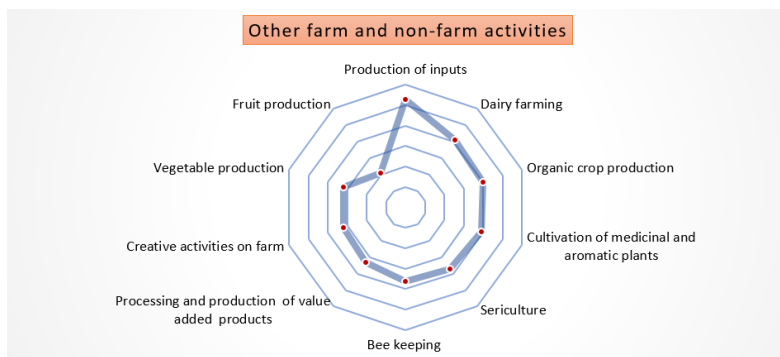 Other farm and non-farm activities
Production of inputs
Dairy farming
Organic crop production
Cultivation of medicinal and
aromatic plants
Sericulture
Bee keeping
Processing and production of value
added products
Creative activities on farm
Vegetable production
Fruit production